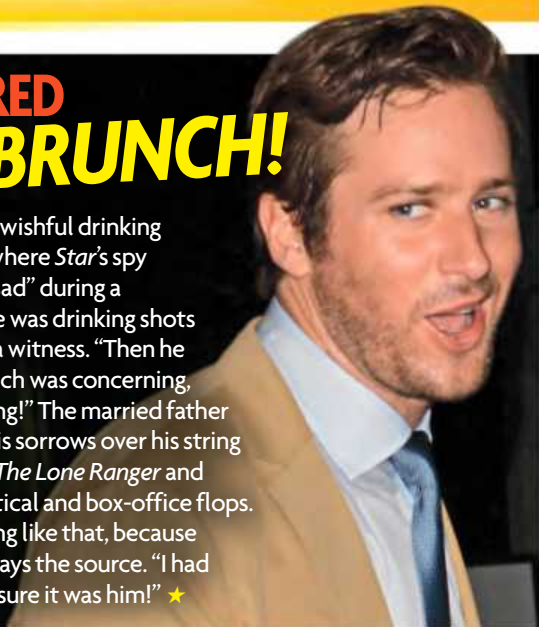 RED
BRUNCH!
wishful drinking
where Star's spy
ad” during a
e was drinking shots
a witness. “Then he
ch was concerning,
ng!” The married father
is sorrows over his string
The Lone Ranger and
tical and box-office flops.
ng like that, because
ays the source. “I had
sure it was him!” ★